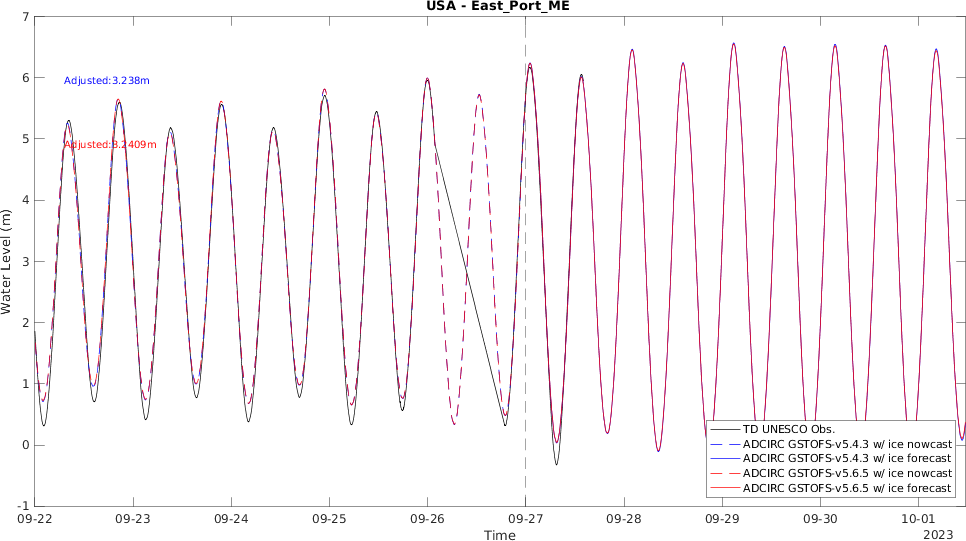 USA - East_Port_ME
7
6
5
4
3
2
1
0
-1
Water Level (m)
Adjusted:3.238m
Adjusted:3.2409m
TD UNESCO Obs.
ADCIRC GSTOFS-v5.4.3 w/ ice nowcast
ADCIRC GSTOFS-v5.4.3 w/ ice forecast
ADCIRC GSTOFS-v5.6.5 w/ ice nowcast
ADCIRC GSTOFS-v5.6.5 w/ ice forecast
09-22 09-23 09-24 09-25 09-26 09-27 09-28 09-29 09-30 10-01
Time
2023